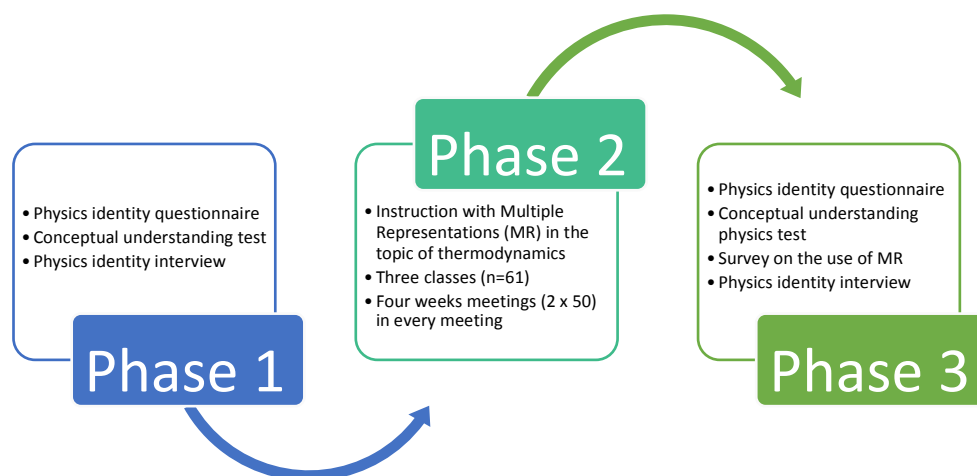 • Physics identity questionnaire
• Conceptual understanding test
• Physics identity interview
Phase 1
Phase 2
• Instruction with Multiple
Representations (MR) in the
topic of thermodynamics
• Three classes (n=61)
• Four weeks meetings (2 x 50)
in every meeting
• Physics identity questionnaire
• Conceptual understanding
physics test
• Survey on the use of MR
• Physics identity interview
Phase 3